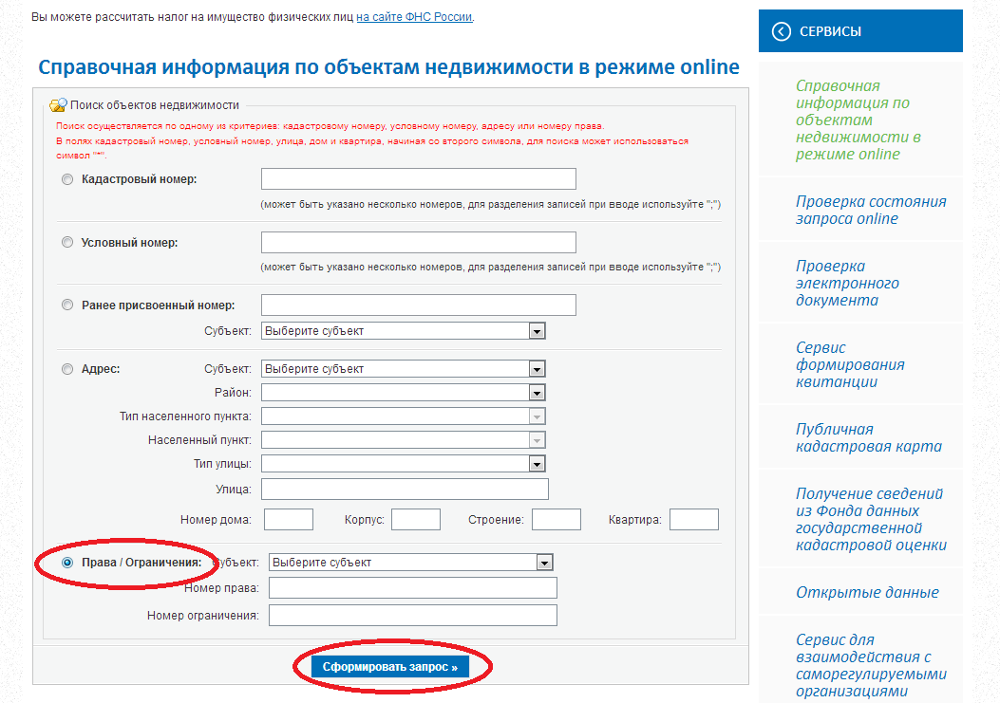 Вы можете рассчитать налог на имущество физических лиц на сайте ФНС России.
Справочная информация по объектам недвижимости в режиме online
Поиск объектов недвижимости
Поиск осуществляется по одному из критериев: кадастровому номеру, условному номеру, адресу или номеру права.
В полях кадастровый номер, условный номер, улица, дом и квартира, начиная со второго символа, для поиска может использоваться
символ "*".
Кадастровый номер:
(может быть указано несколько номеров, для разделения записей при вводе используйте ";")
Условный номер:
(может быть указано несколько номеров, для разделения записей при вводе используйте ";")
Ранее присвоенный номер:
Субъект: Выберите субъект
Адрес: Субъект: Выберите субъект
Район:
Тип населенного пункта:
Населенный пункт:
Тип улицы:
Улица:
Номер дома: Корпус: Строение: Квартира:
Права / Ограничения: Субъект: Выберите субъект
Номер права:
Номер ограничения:
Сформировать запрос »
СЕРВИСЫ
Справочная
информация по
объектам
недвижимости в
режиме online
Проверка состояния
запроса online
Проверка
электронного
документа
Сервис
формирования
квитанции
Публичная
кадастровая карта
Получение сведений
из Фонда данных
государственной
кадастровой оценки
Открытые данные
Сервис для
взаимодействия с
саморегулируемыми
организациями